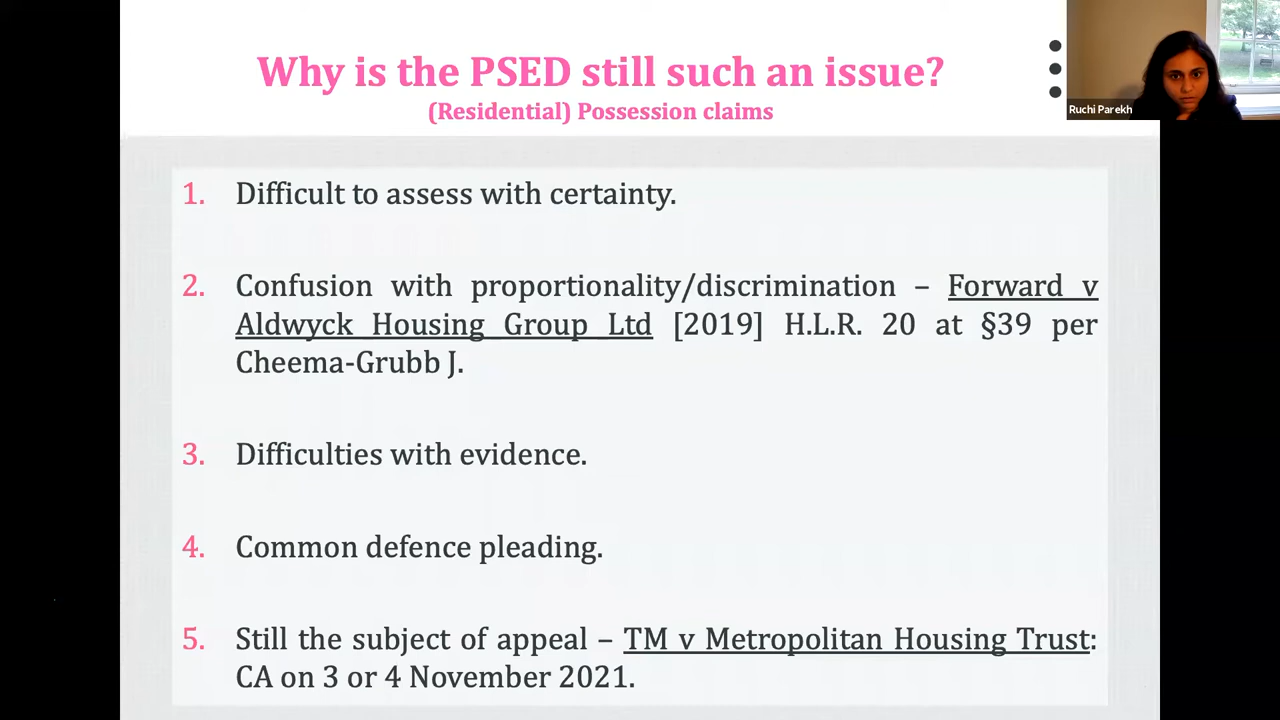 Why is the PSED still such an issue?
(Residential) Possession claims
Ruchi Parekh
1. Difficult to assess with certainty.
2. Confusion with proportionality/discrimination – Forward v
Aldwyck Housing Group Ltd [2019] H.L.R. 20 at §39 per
Cheema-Grubb J.
3. Difficulties with evidence.
4. Common defence pleading.
5. Still the subject of appeal – TM v Metropolitan Housing Trust:
CA on 3 or 4 November 2021.